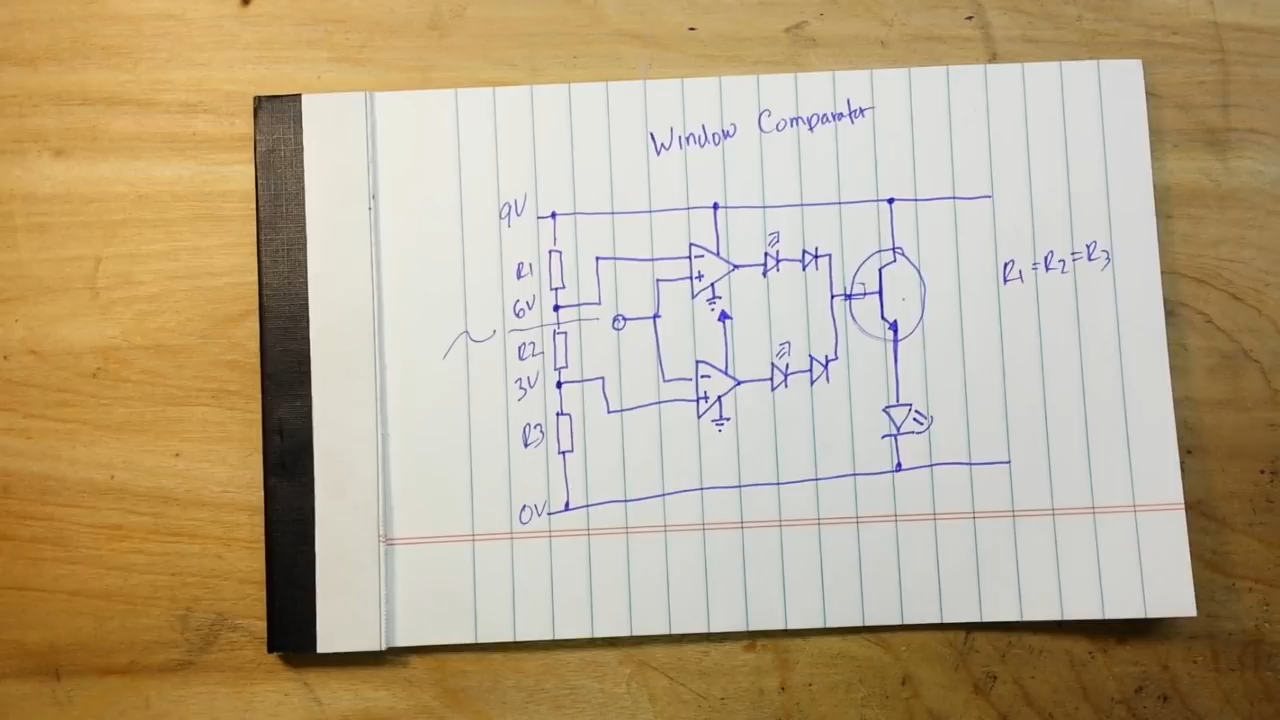 Window Comparator
9V
R1
6V
R2
3V
R3
0V
- +
- +
R1=R2=R3